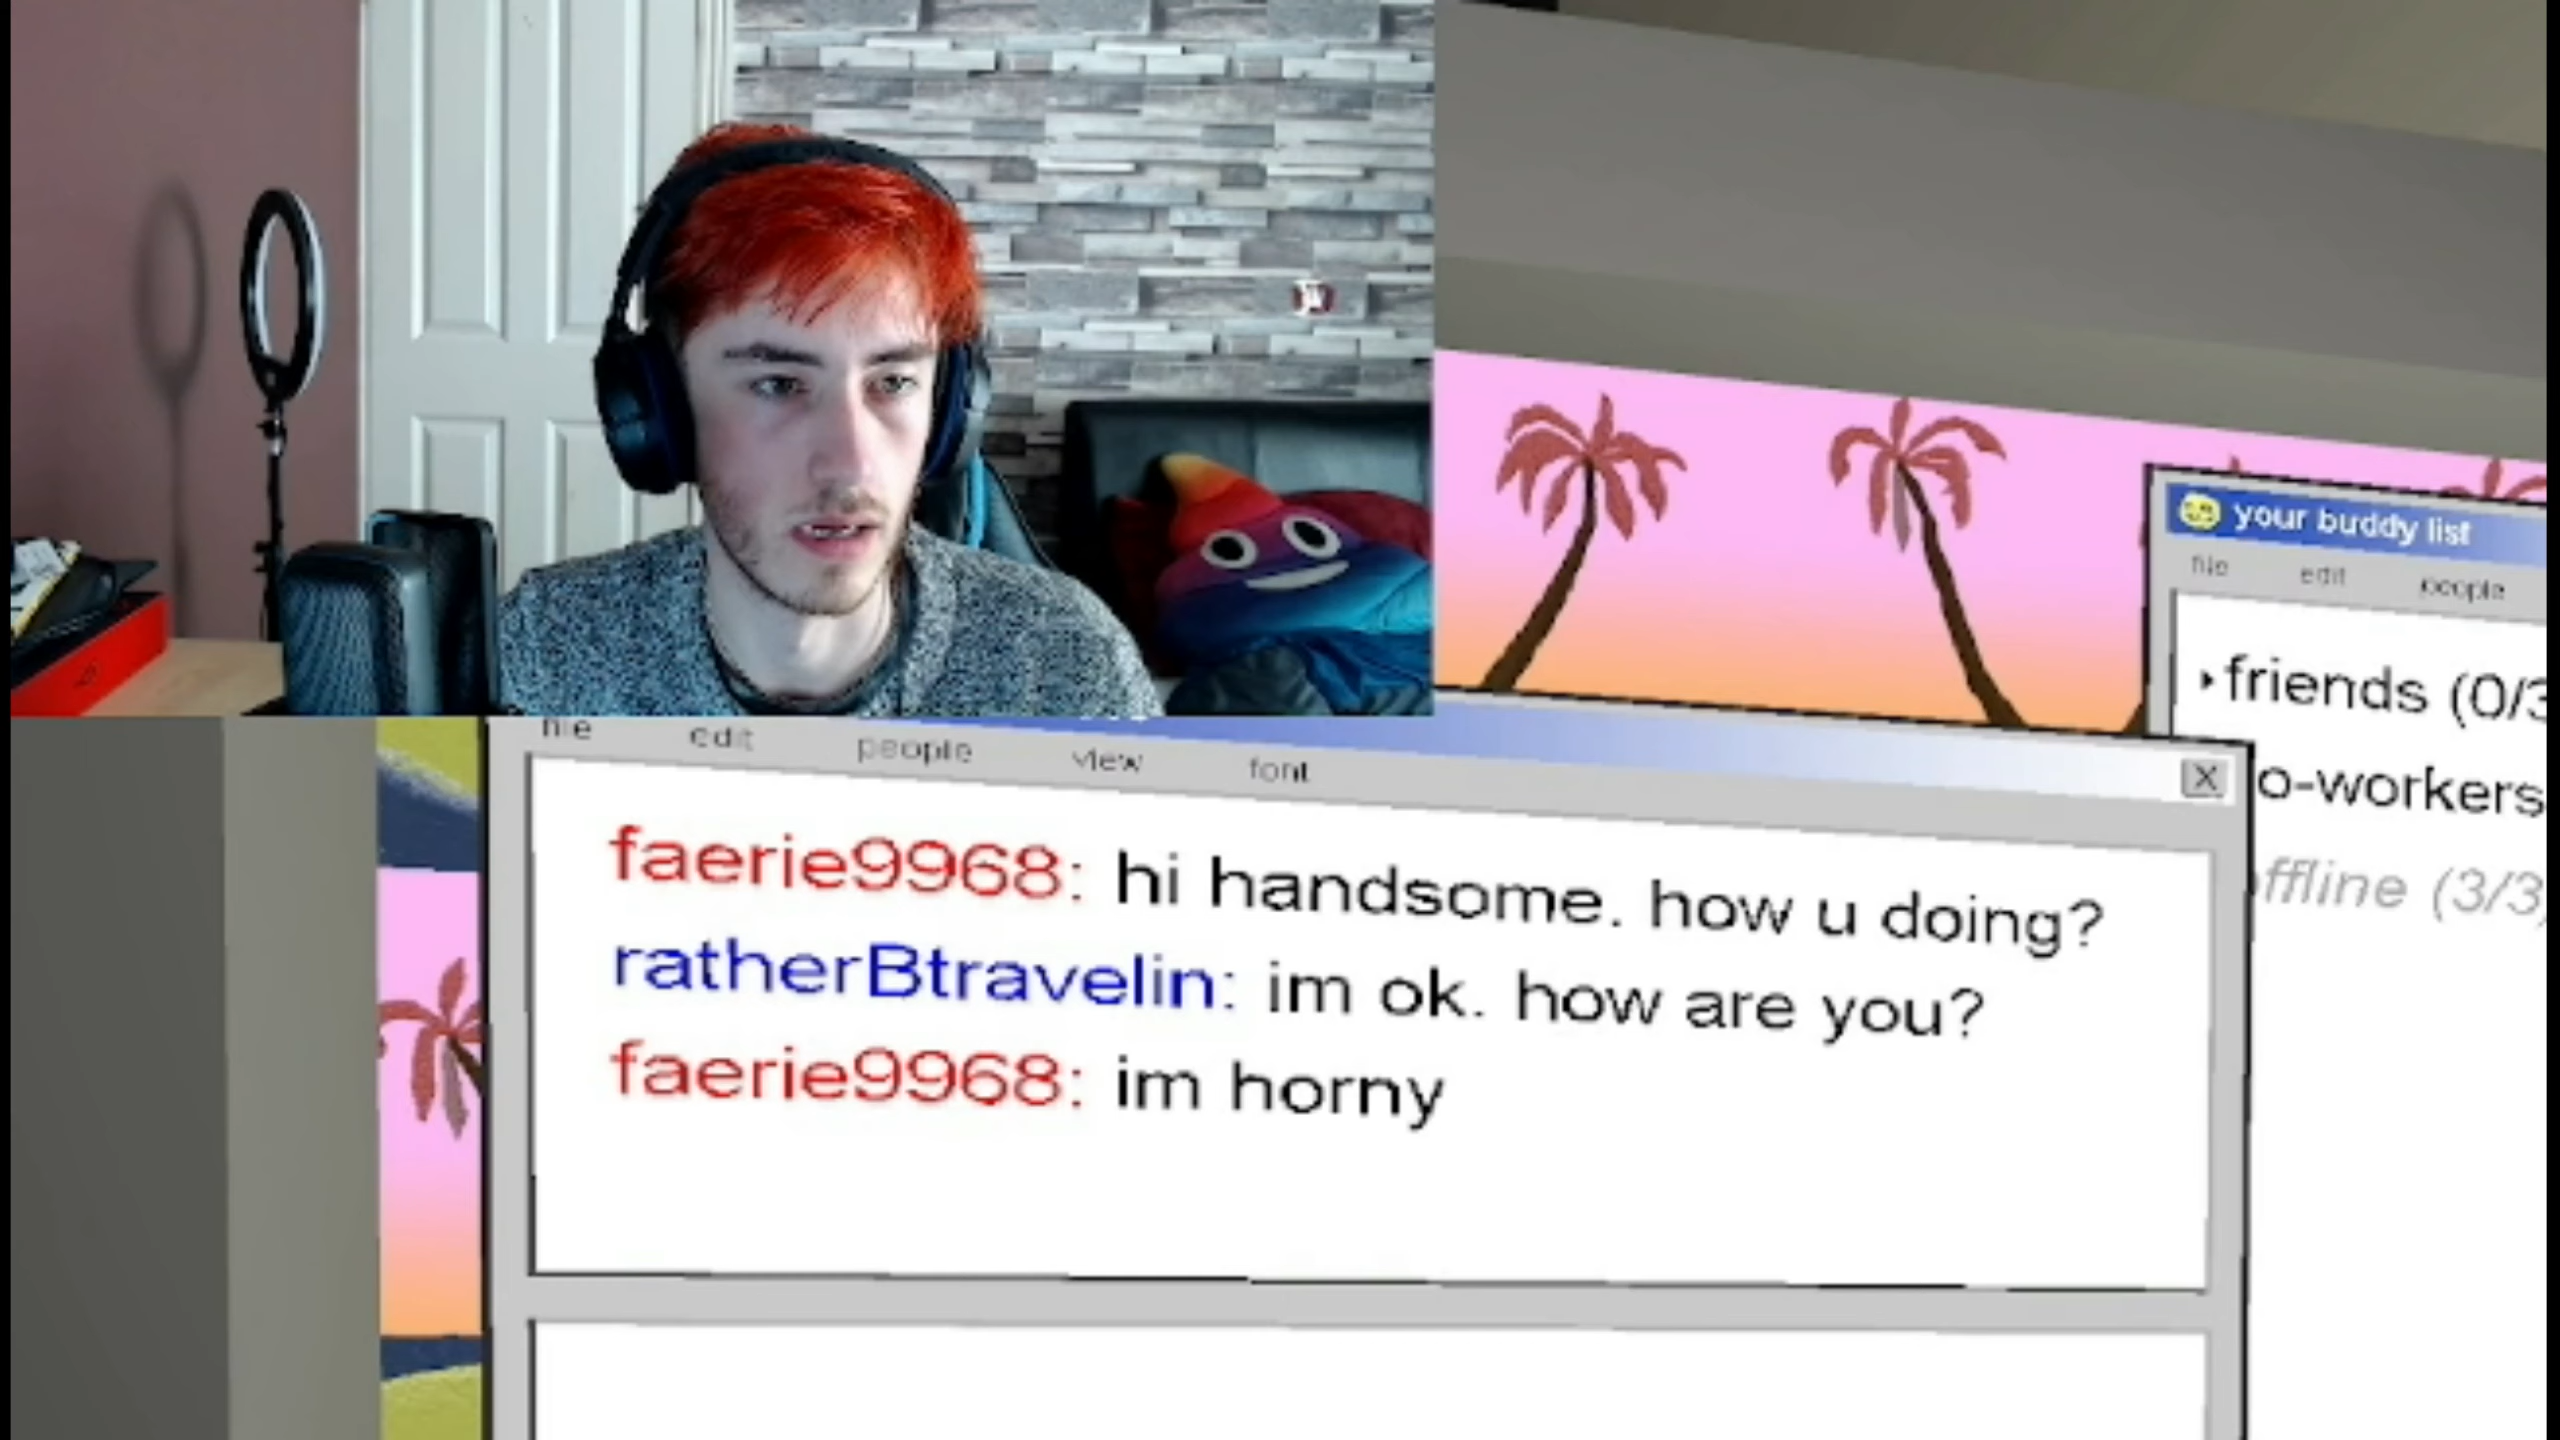 your buddy list
file edit people
friends (0/3
o-workers
ffline (3/3)
file edit people view font
X
faerie9968: hi handsome. how u doing?
ratherBtravelin: im ok. how are you?
faerie9968: im horny